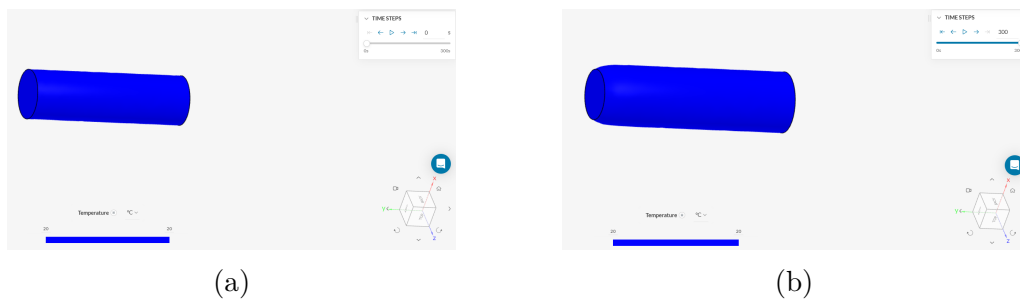 TIME STEPS
0 s
0s 300s
X
Y
Z
Temperature °C
20 20
(a)
TIME STEPS
300
0s
X
Y
Z
Temperature °C
20 20
(b)